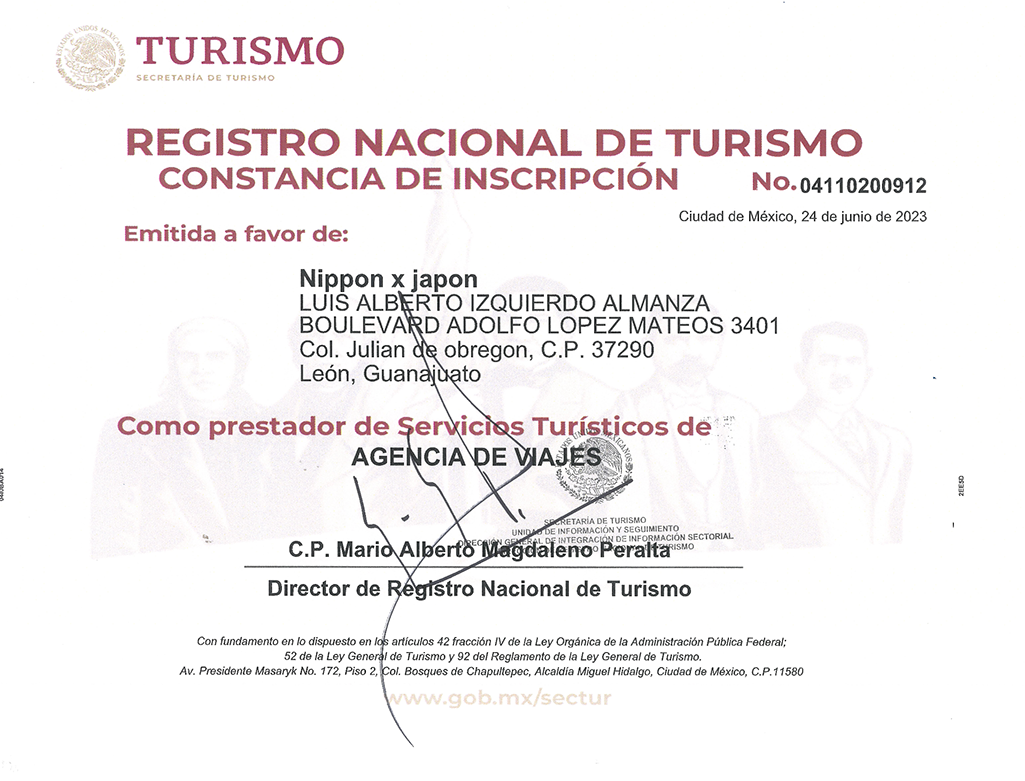 TURISMO
SECRETARÍA DE TURISMO
REGISTRO NACIONAL DE TURISMO
CONSTANCIA DE INSCRIPCIÓN No. 04110200912
Ciudad de México, 24 de junio de 2023
Emitida a favor de:
Nippon x japon
LUIS ALBERTO IZQUIERDO ALMANZA
BOULEVARD ADOLFO LOPEZ MATEOS 3401
Col. Julian de obregon, C.P. 37290
León, Guanajuato
Como prestador de Servicios Turísticos de
AGENCIA DE VIAJES
ESTADOS UNIDOS MEXICANOS
SECRETARÍA DE TURISMO
UNIDAD DE INFORMACIÓN Y SEGUIMIENTO
DIRECCIÓN GENERAL DE INTEGRACIÓN DE INFORMACIÓN SECTORIAL
TURISMO
C.P. Mario Alberto Magdaleno Peralta
Director de Registro Nacional de Turismo
Con fundamento en lo dispuesto en los artículos 42 fracción IV de la Ley Orgánica de la Administración Pública Federal;
52 de la Ley General de Turismo y 92 del Reglamento de la Ley General de Turismo.
Av. Presidente Masaryk No. 172, Piso 2, Col. Bosques de Chapultepec, Alcaldía Miguel Hidalgo, Ciudad de México, C.P.11580
www.gob.mx/sectur